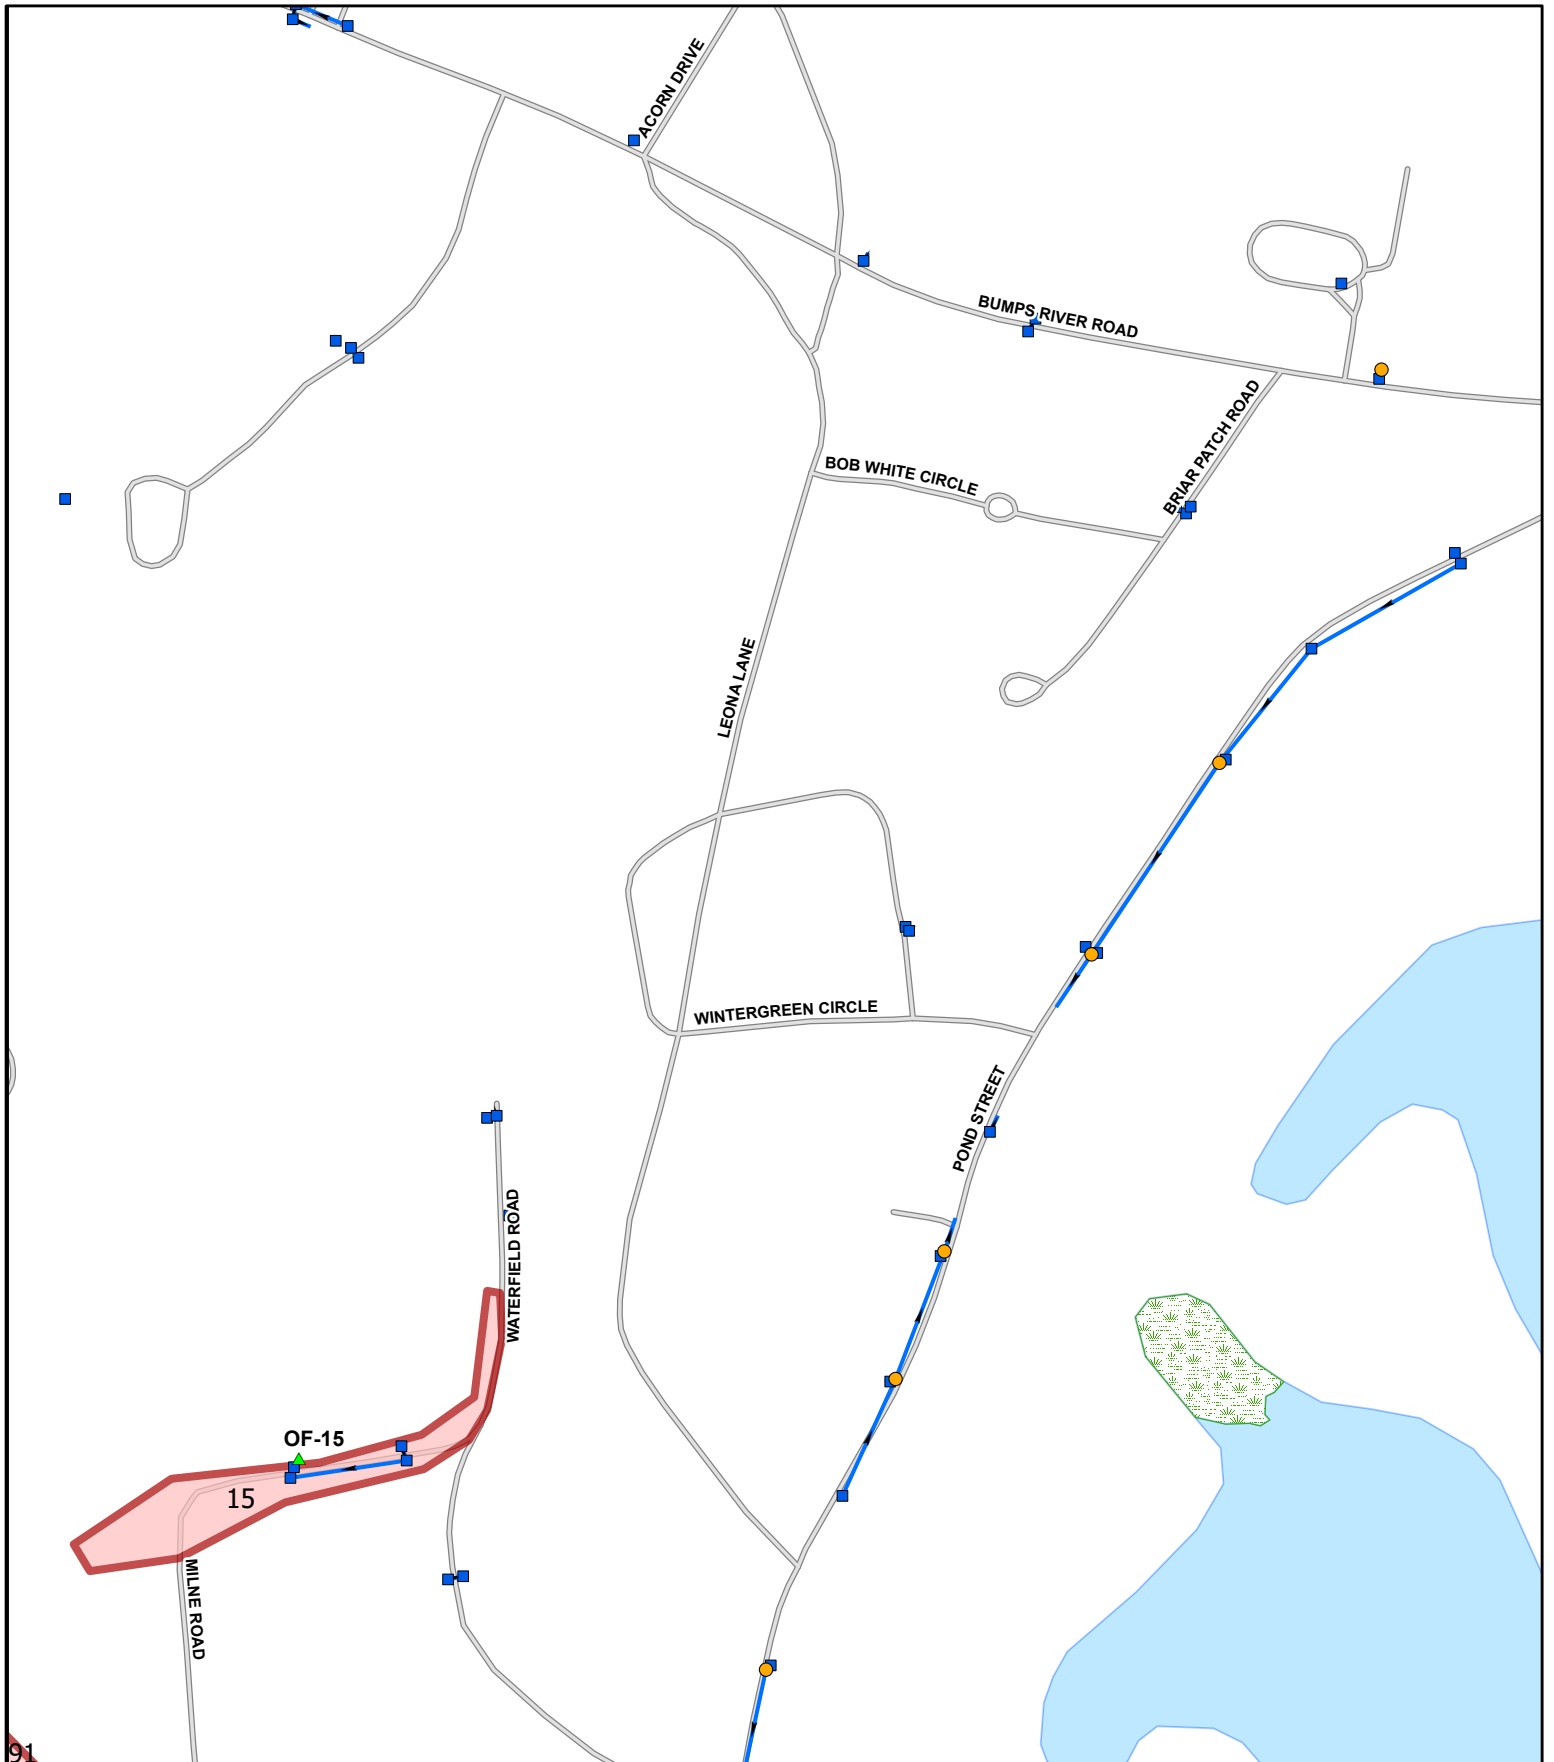 ACORN DRIVE
BUMPS RIVER ROAD
BRIAR PATCH ROAD
BOB WHITE CIRCLE
LEONA LANE
WINTERGREEN CIRCLE
POND STREET
WATERFIELD ROAD
OF-15
15
MILNE ROAD
91